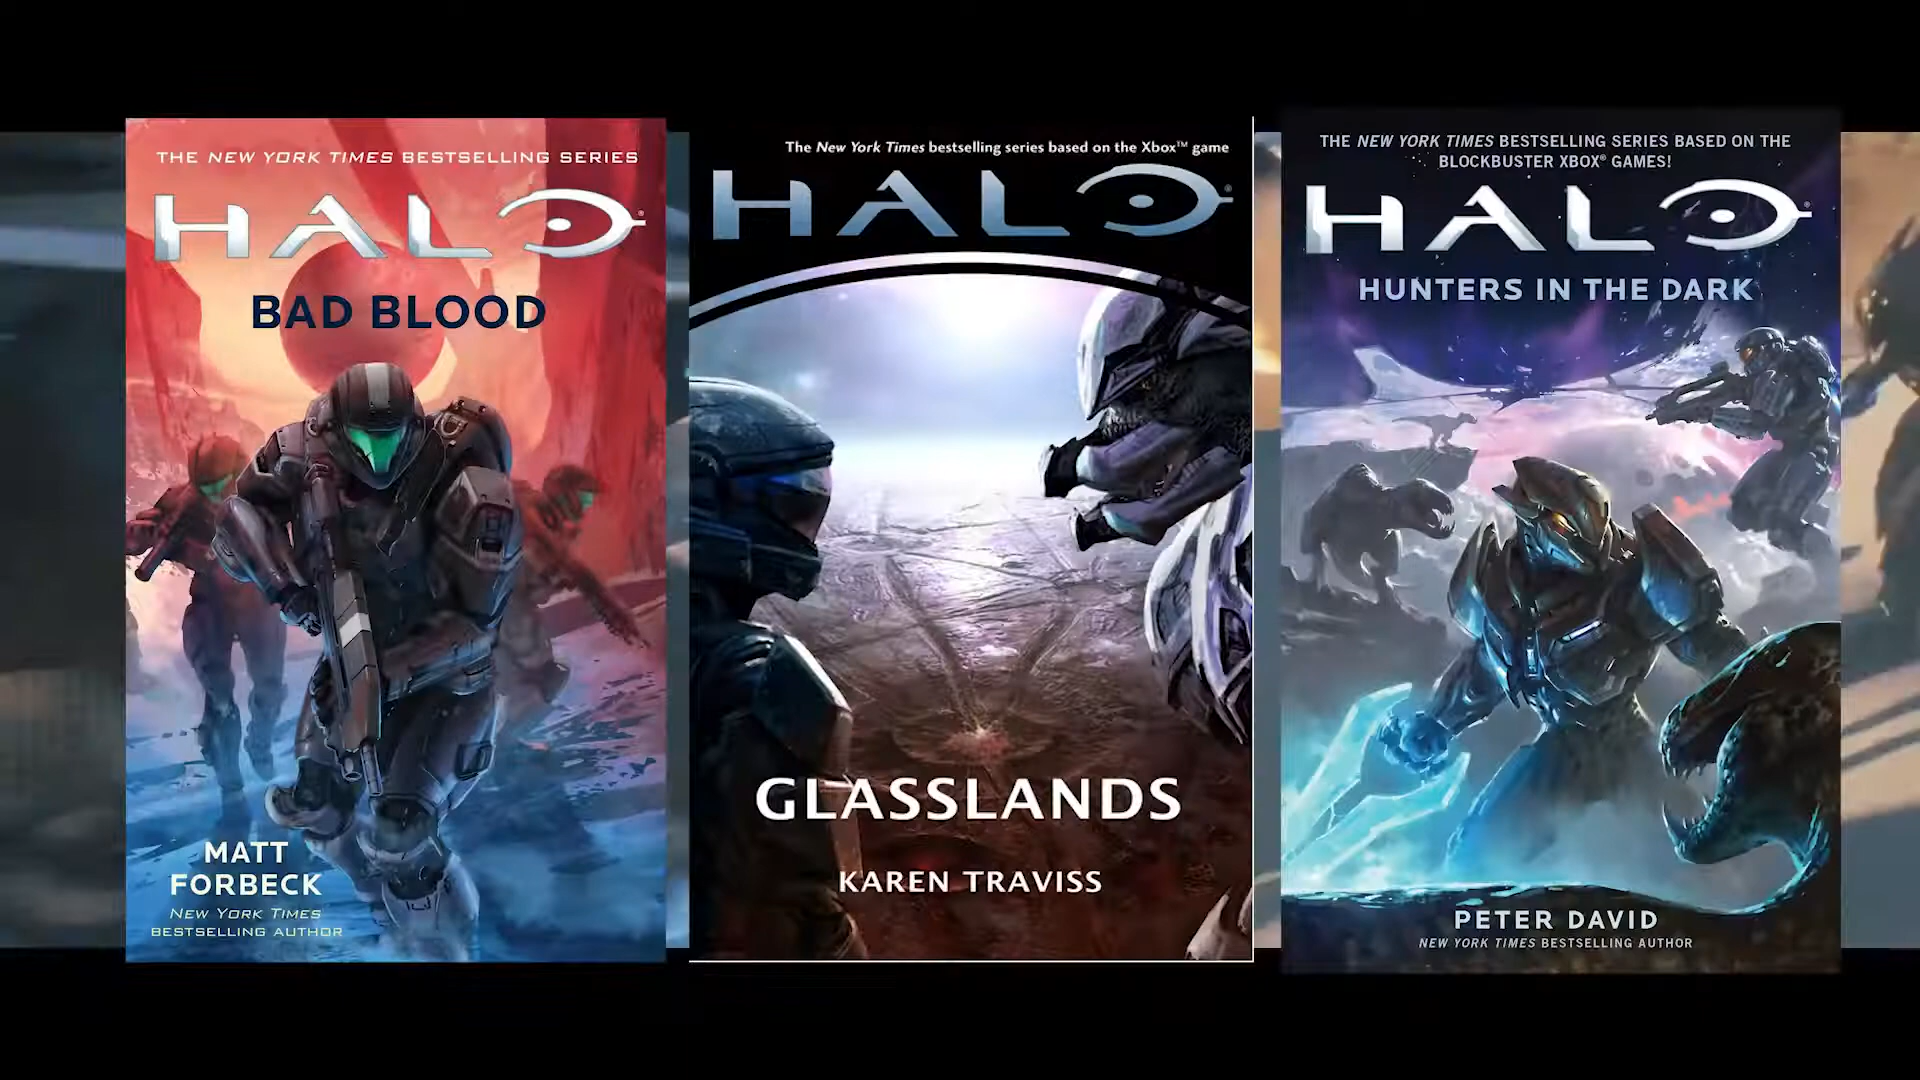 THE NEW YORK TIMES BESTSELLING SERIES
HALO®
BAD BLOOD
MATT
FORBECK
NEW YORK TIMES
BESTSELLING AUTHOR
The New York Times bestselling series based on the Xbox™ game
HALO®
GLASSLANDS
KAREN TRAVISS
THE NEW YORK TIMES BESTSELLING SERIES BASED ON THE
BLOCKBUSTER XBOX® GAMES!
HALO®
HUNTERS IN THE DARK
PETER DAVID
NEW YORK TIMES BESTSELLING AUTHOR